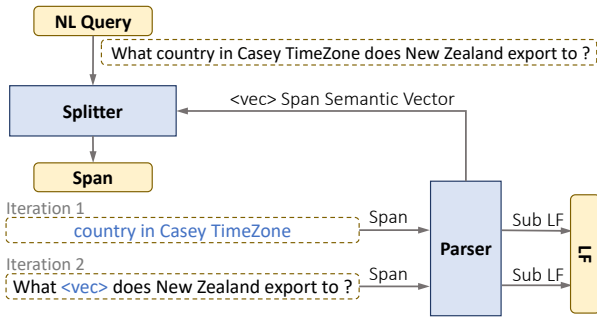 NL Query
What country in Casey TimeZone does New Zealand export to ?
Splitter
<vec> Span Semantic Vector
Span
Iteration 1
country in Casey TimeZone
Span
Sub LF
Parser
LF
Iteration 2
What <vec> does New Zealand export to ?
Span
Sub LF